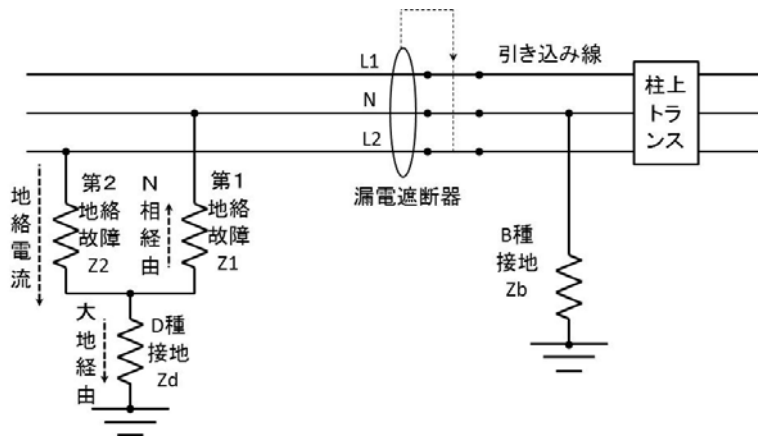 L1
引き込み線
柱上トランス
N
L2
漏電遮断器
地絡電流
第2
地絡
故障
Z2
N相経由
第1
地絡
故障
Z1
B種
接地
Zb
大地経由
D種
接地
Zd